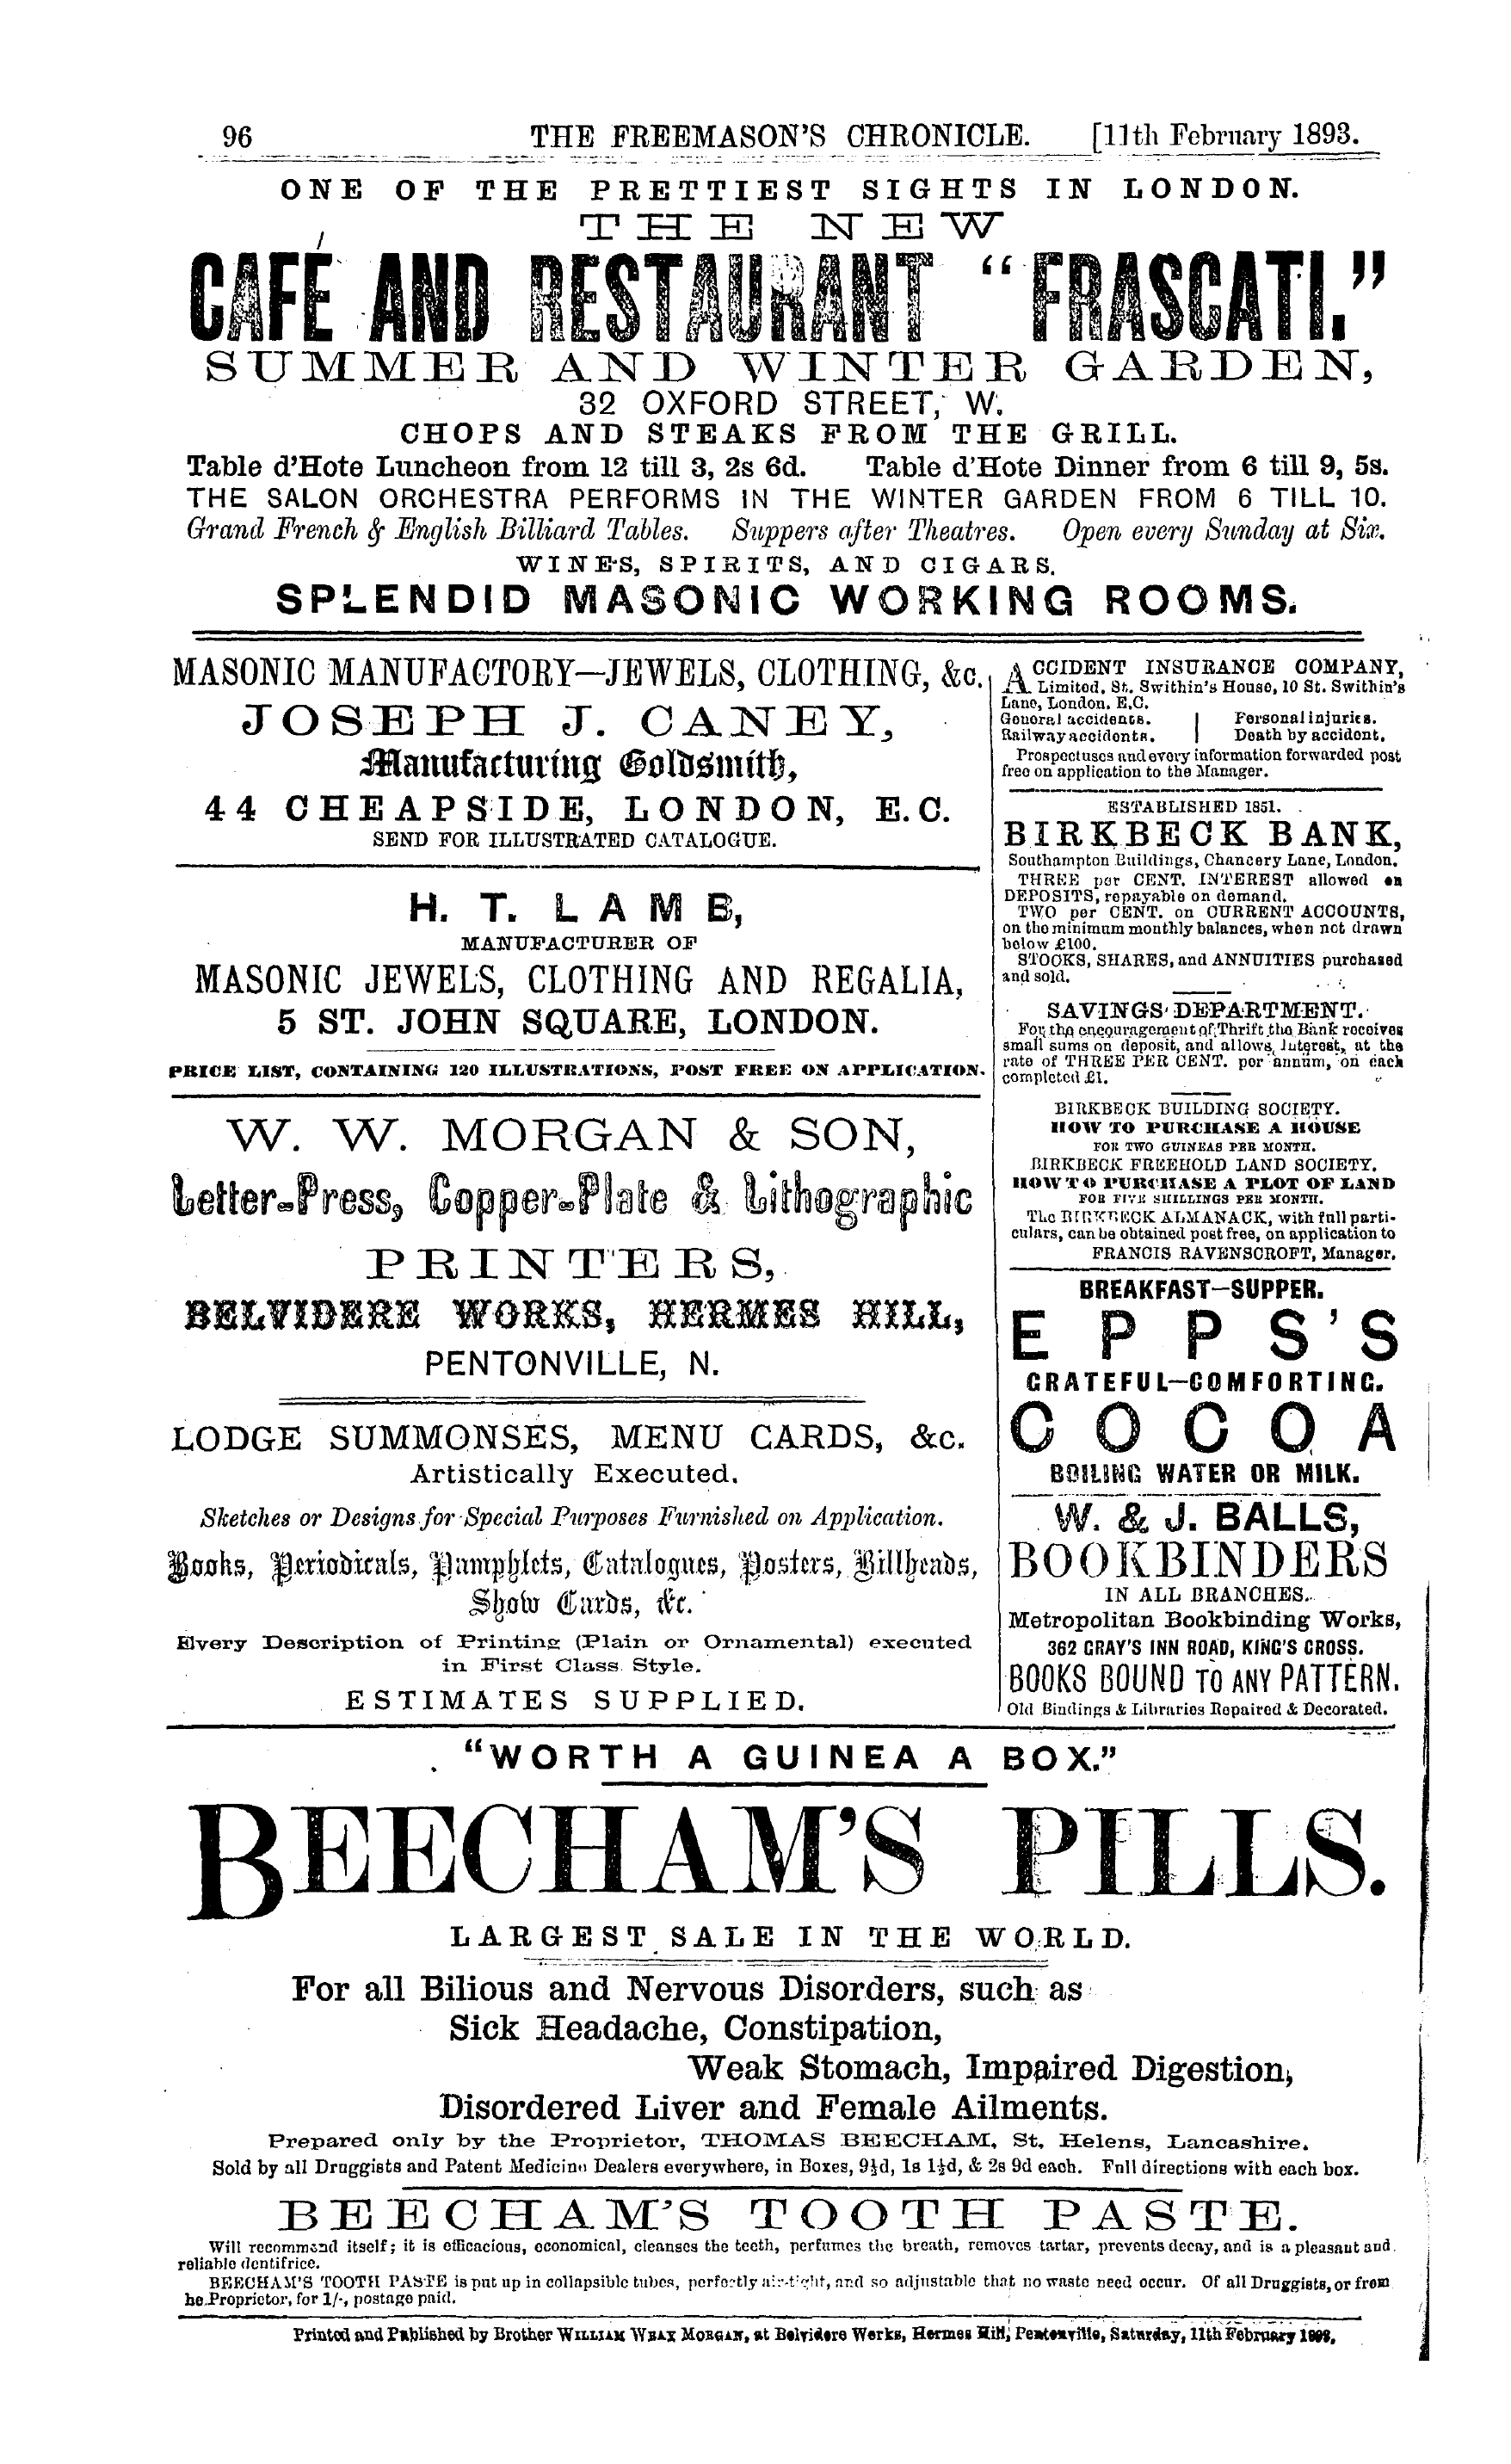 96 THE FREEMASON'S CHRONICLE. [11th February 1893.
ONE OF THE PRETTIEST SIGHTS IN LONDON.
THE NEW
CAFÉ AND RESTAURANT "FRASCATI."
SUMMER AND WINTER GARDEN,
32 OXFORD STREET, W.
CHOPS AND STEAKS FROM THE GRILL.
Table d'Hote Luncheon from 12 till 3, 2s 6d. Table d'Hote Dinner from 6 till 9, 5s.
THE SALON ORCHESTRA PERFORMS IN THE WINTER GARDEN FROM 6 TILL 10.
Grand French & English Billiard Tables. Suppers after Theatres. Open every Sunday at Six.
WINES, SPIRITS, AND CIGARS.
SPLENDID MASONIC WORKING ROOMS.
MASONIC MANUFACTORY—JEWELS, CLOTHING, &c.
JOSEPH J. CANEY,
Manufacturing Goldsmith,
44 CHEAPSIDE, LONDON, E.C.
SEND FOR ILLUSTRATED CATALOGUE.
H. T. LAMB,
MANUFACTURER OF
MASONIC JEWELS, CLOTHING AND REGALIA,
5 ST. JOHN SQUARE, LONDON.
PRICE LIST, CONTAINING 120 ILLUSTRATIONS, POST FREE ON APPLICATION.
W. W. MORGAN & SON,
Letter-Press, Copper-Plate & Lithographic
PRINTERS,
BELVIDERE WORKS, HERMES HILL,
PENTONVILLE, N.
LODGE SUMMONSES, MENU CARDS, &c.
Artistically Executed.
Sketches or Designs for Special Purposes Furnished on Application.
Books, Periodicals, Pamphlets, Catalogues, Posters, Billheads,
Show Cards, &c.
Every Description of Printing (Plain or Ornamental) executed
in First Class Style.
ESTIMATES SUPPLIED.
ACCIDENT INSURANCE COMPANY,
Limited, St. Swithin's House, 10 St. Swithin's
Lane, London, E.C.
General accidents. | Personal injuries.
Railway accidents. | Death by accident.
Prospectuses and every information forwarded post
free on application to the Manager.
ESTABLISHED 1851.
BIRKBECK BANK,
Southampton Buildings, Chancery Lane, London.
THREE per CENT. INTEREST allowed on
DEPOSITS, repayable on demand.
TWO per CENT. on CURRENT ACCOUNTS,
on the minimum monthly balances, when not drawn
below £100.
STOCKS, SHARES, and ANNUITIES purchased
and sold.
SAVINGS DEPARTMENT.
For the encouragement of Thrift the Bank receives
small sums on deposit, and allows Interest, at the
rate of THREE PER CENT. per annum, on each
completed £1.
BIRKBECK BUILDING SOCIETY.
HOW TO PURCHASE A HOUSE
FOR TWO GUINEAS PER MONTH.
BIRKBECK FREEHOLD LAND SOCIETY.
HOW TO PURCHASE A PLOT OF LAND
FOR FIVE SHILLINGS PER MONTH.
The BIRKBECK ALMANACK, with full parti-
culars, can be obtained post free, on application to
FRANCIS RAVENSCROFT, Manager.
BREAKFAST—SUPPER.
EPPS'S
GRATEFUL—COMFORTING.
COCOA
BOILING WATER OR MILK.
W. & J. BALLS,
BOOKBINDERS
IN ALL BRANCHES.
Metropolitan Bookbinding Works,
362 GRAY'S INN ROAD, KING'S CROSS.
BOOKS BOUND TO ANY PATTERN.
Old Bindings & Libraries Repaired & Decorated.
"WORTH A GUINEA A BOX."
BEECHAM'S PILLS.
LARGEST SALE IN THE WORLD.
For all Bilious and Nervous Disorders, such as
Sick Headache, Constipation,
Weak Stomach, Impaired Digestion,
Disordered Liver and Female Ailments.
Prepared only by the Proprietor, THOMAS BEECHAM, St. Helens, Lancashire.
Sold by all Druggists and Patent Medicine Dealers everywhere, in Boxes, 9½d, 1s 1½d, & 2s 9d each. Full directions with each box.
BEECHAM'S TOOTH PASTE.
Will recommend itself; it is efficacious, economical, cleanses the teeth, perfumes the breath, removes tartar, prevents decay, and is a pleasant and
reliable dentifrice.
BEECHAM'S TOOTH PASTE is put up in collapsible tubes, perfectly air-tight, and so adjustable that no waste need occur. Of all Druggists, or from
he Proprietor, for 1/-, postage paid.
Printed and Published by Brother WILLIAM WRAY MORGAN, at Belvidere Works, Hermes Hill, Pentonville, Saturday, 11th February 1893.